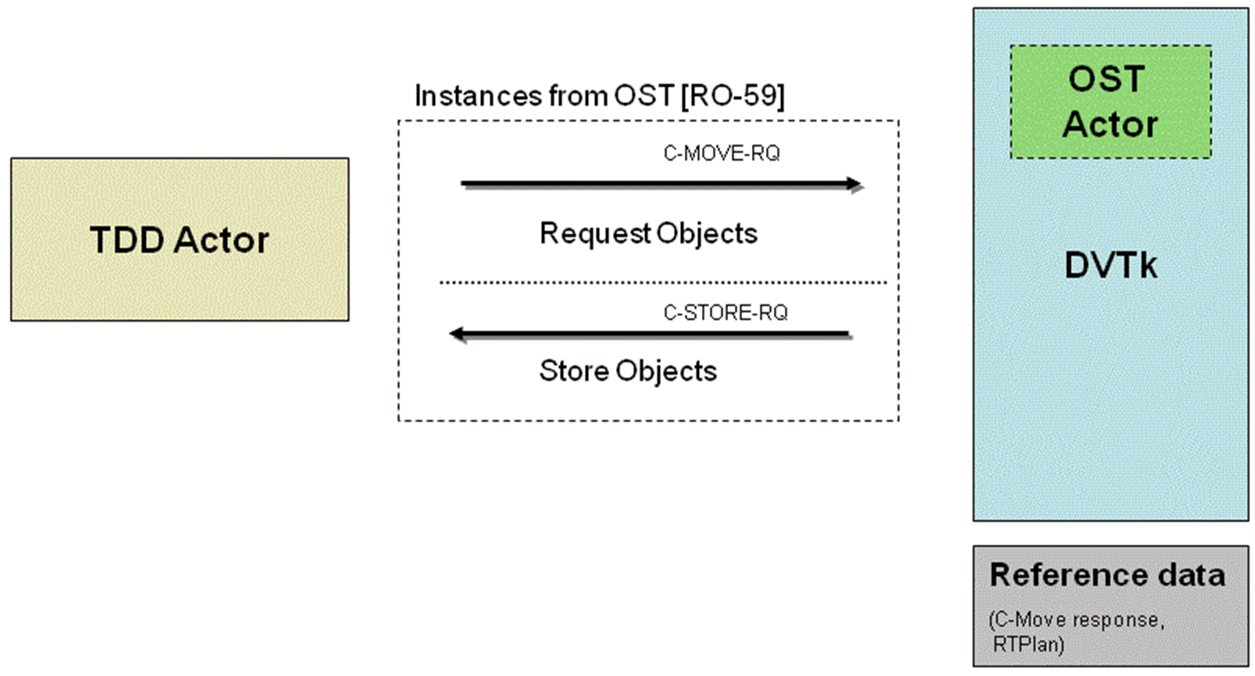 Instances from OST [RO-59]
C-MOVE-RQ
Request Objects
C-STORE-RQ
Store Objects
TDD Actor
OST
Actor
DVTk
Reference data
(C-Move response,
RTPlan)